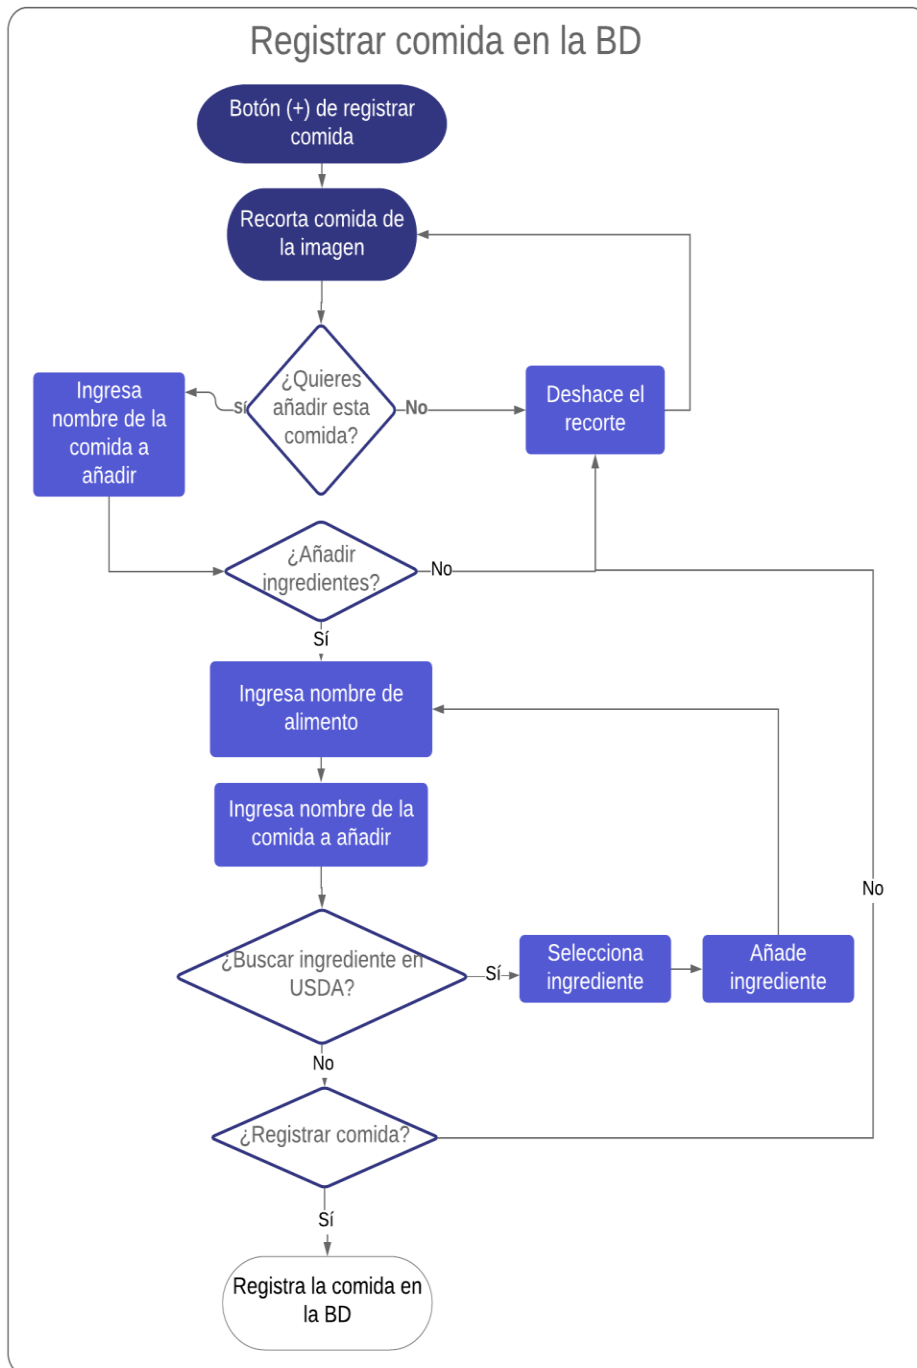 Registrar comida en la BD
Botón (+) de registrar
comida
Recorta comida de
la imagen
¿Quieres
añadir esta
comida?
Sí
No
Ingresa
nombre de la
comida a
añadir
Deshace el
recorte
¿Añadir
ingredientes?
No
Sí
Ingresa nombre de
alimento
Ingresa nombre de la
comida a añadir
No
¿Buscar ingrediente en
USDA?
Sí
Selecciona
ingrediente
Añade
ingrediente
No
¿Registrar comida?
Sí
Registra la comida en
la BD